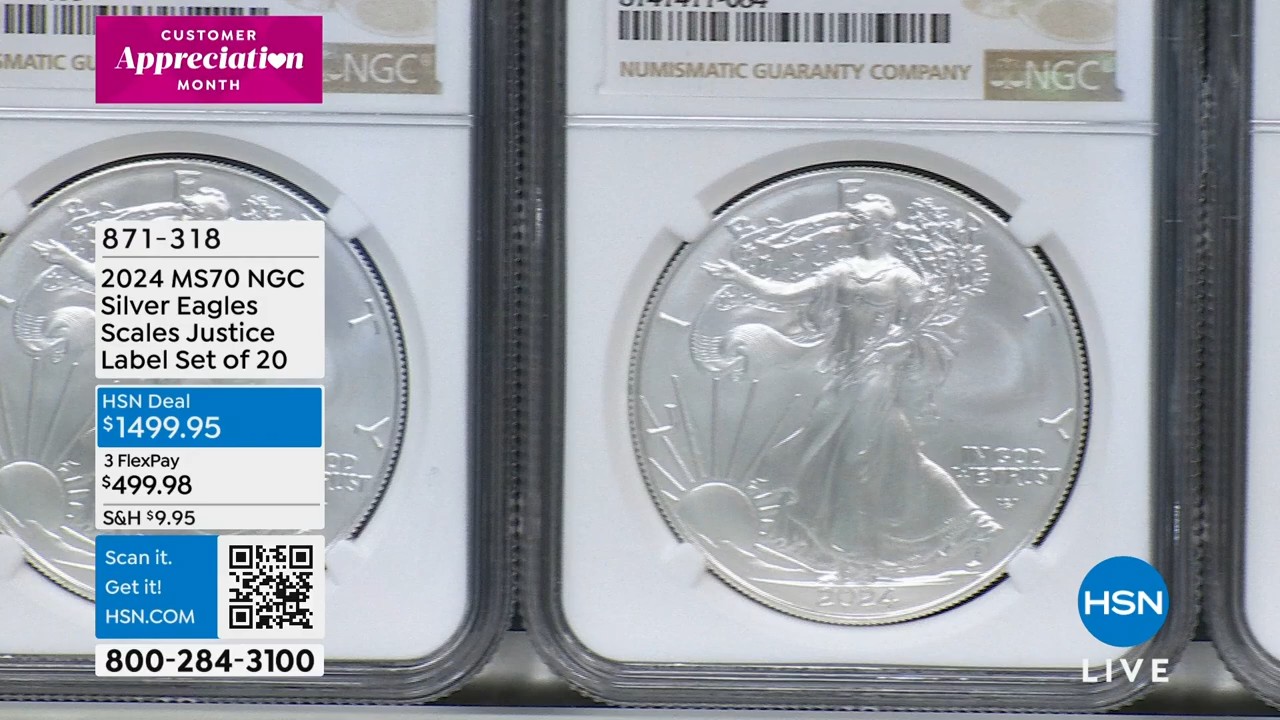 CUSTOMER
Appreciation
MONTH
NGC
NUMISMATIC GUARANTY COMPANY
NGC
871-318
2024 MS70 NGC
Silver Eagles
Scales Justice
Label Set of 20
HSN Deal
$1499.95
3 FlexPay
$499.98
S&H $9.95
Scan it.
Get it!
HSN.COM
800-284-3100
T
Y
I
T
Y
IN GOD
WE TRUST
2024
HSN
LIVE